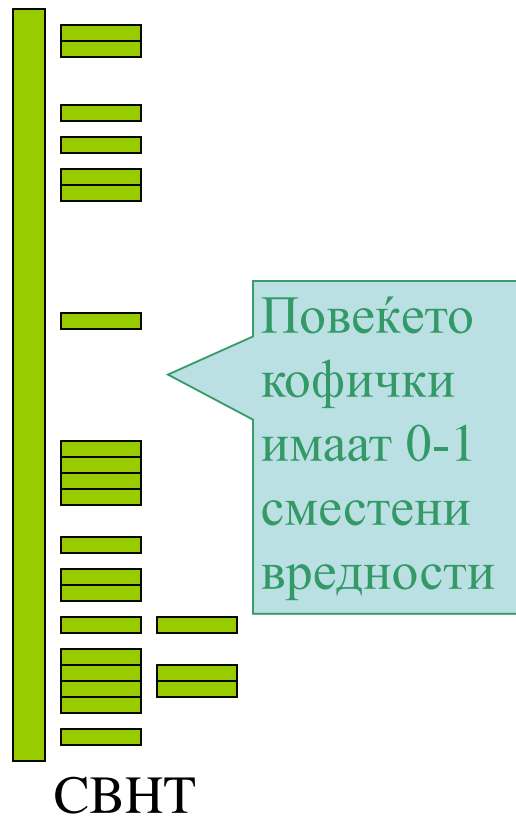 Повеќето
кофички
имаат 0-1
сместени
вредности
СВНТ